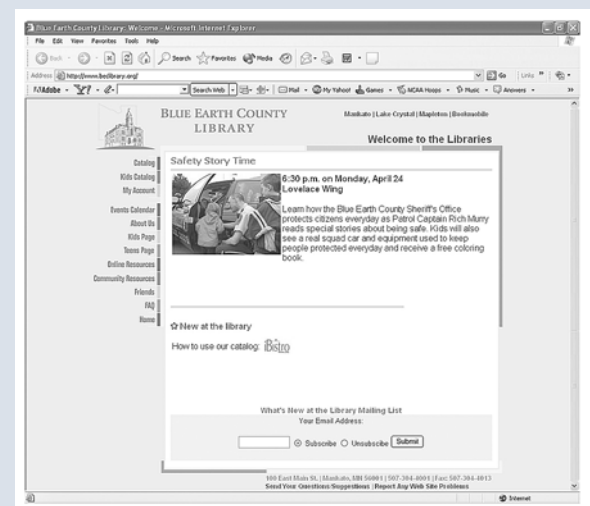 Blue Earth County Library: Welcome - Microsoft Internet Explorer
File Edit View Favorites Tools Help
Back Search Favorites Media
Address http://www.beclibrary.org/ Go Links
Adobe Y! Search Web Mail My Yahoo! Games NCAA Hoops Music Answers
BLUE EARTH COUNTY
LIBRARY
Mankato | Lake Crystal | Mapleton | Bookmobile
Welcome to the Libraries
Catalog
Kids Catalog
My Account
Events Calendar
About Us
Kids Page
Teens Page
Online Resources
Community Resources
Friends
FAQ
Home
Safety Story Time
6:30 p.m. on Monday, April 24
Lovelace Wing
Learn how the Blue Earth County Sheriff's Office
protects citizens everyday as Patrol Captain Rich Murry
reads special stories about being safe. Kids will also
see a real squad car and equipment used to keep
people protected everyday and receive a free coloring
book.
New at the library
How to use our catalog: iBistro
What's New at the Library Mailing List
Your Email Address:
Subscribe Unsubscribe Submit
100 East Main St. | Mankato, MN 56001 | 507-304-4001 | Fax: 507-304-4013
Send Your Questions/Suggestions | Report Any Web Site Problems
Internet